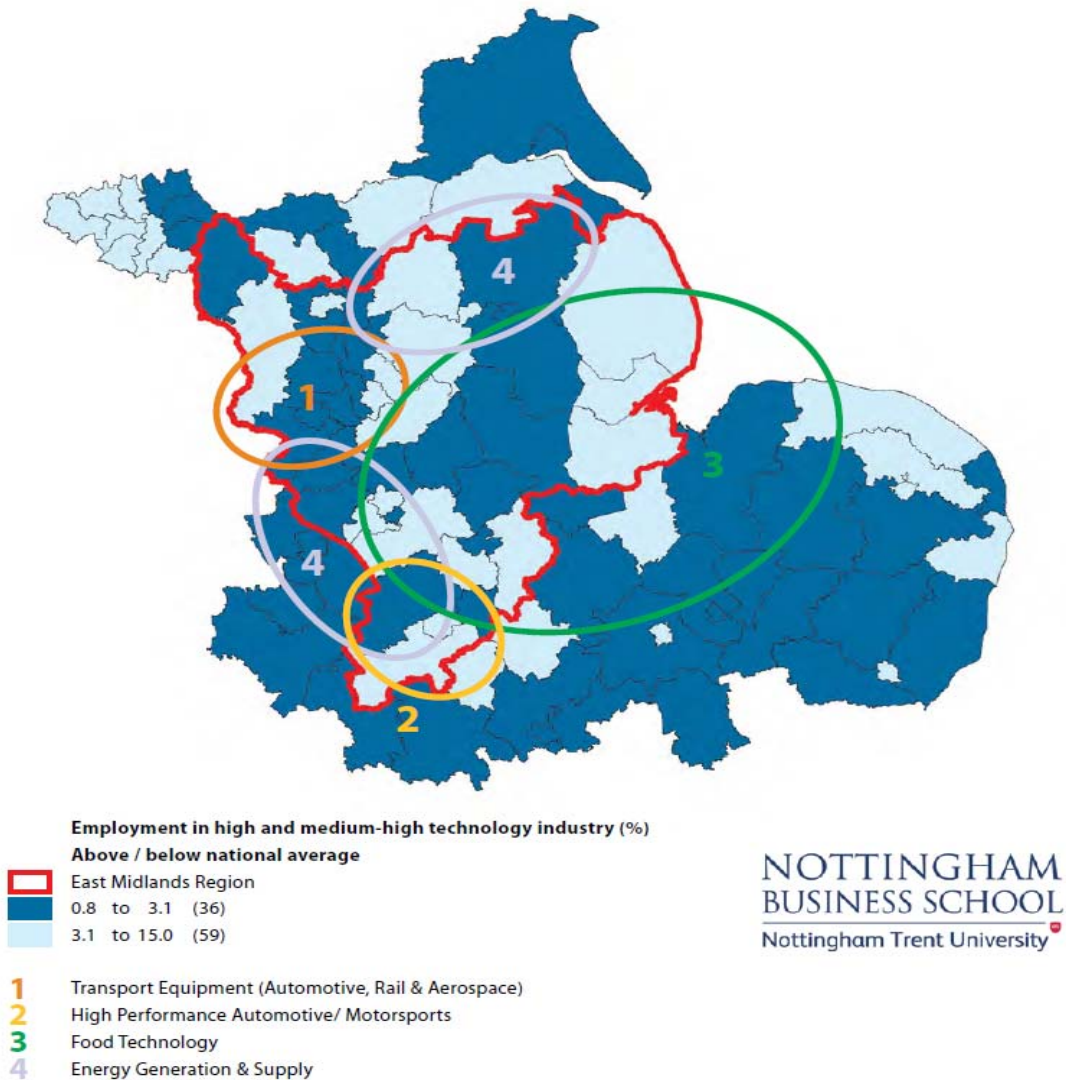 4
1
3
4
2
Employment in high and medium-high technology industry (%)
Above / below national average
East Midlands Region
0.8 to 3.1 (36)
3.1 to 15.0 (59)
1 Transport Equipment (Automotive, Rail & Aerospace)
2 High Performance Automotive/ Motorsports
3 Food Technology
4 Energy Generation & Supply
NOTTINGHAM
BUSINESS SCHOOL
Nottingham Trent University